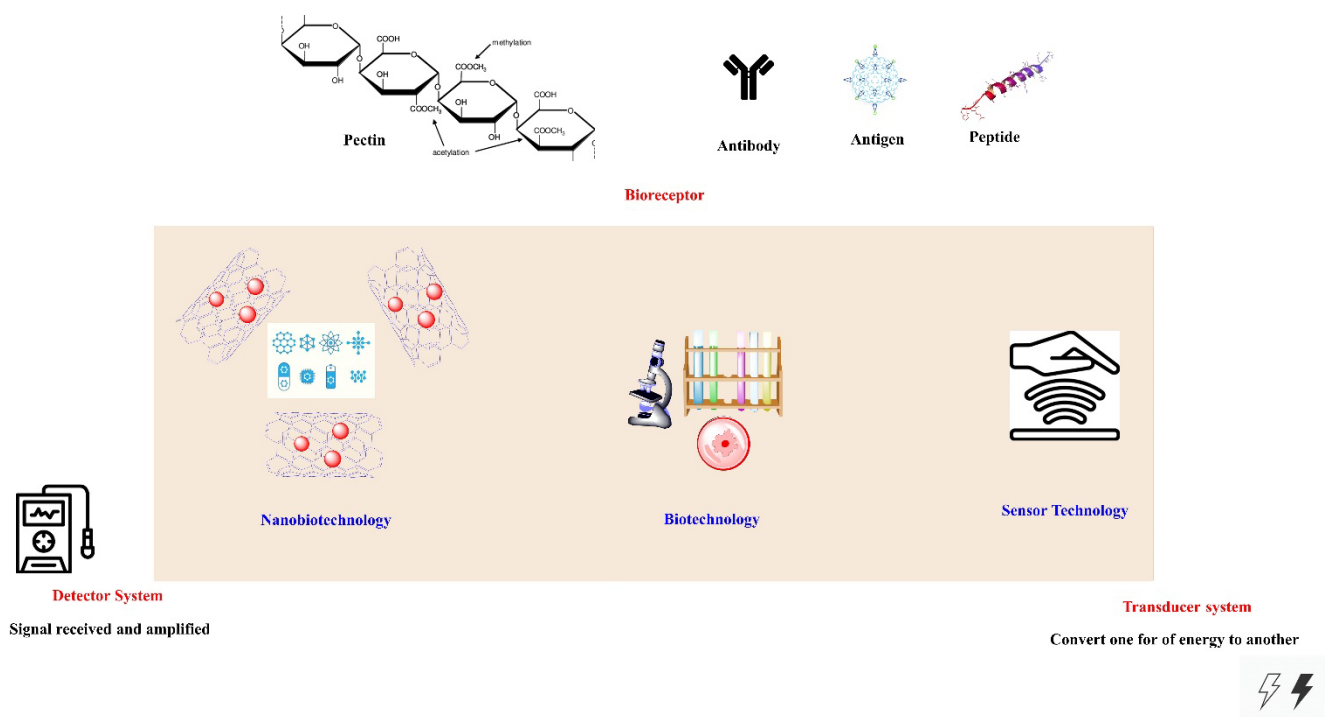 OH
OH
O
O
COOH
O
OH
COOCH3
O
methylation
COOCH3
O
OH
OH
O
COOH
O
COOCH3
OH
O
acetylation
Pectin
Antibody
Antigen
Peptide
Bioreceptor
Nanobiotechnology
Biotechnology
Sensor Technology
Detector System
Signal received and amplified
Transducer system
Convert one for of energy to another